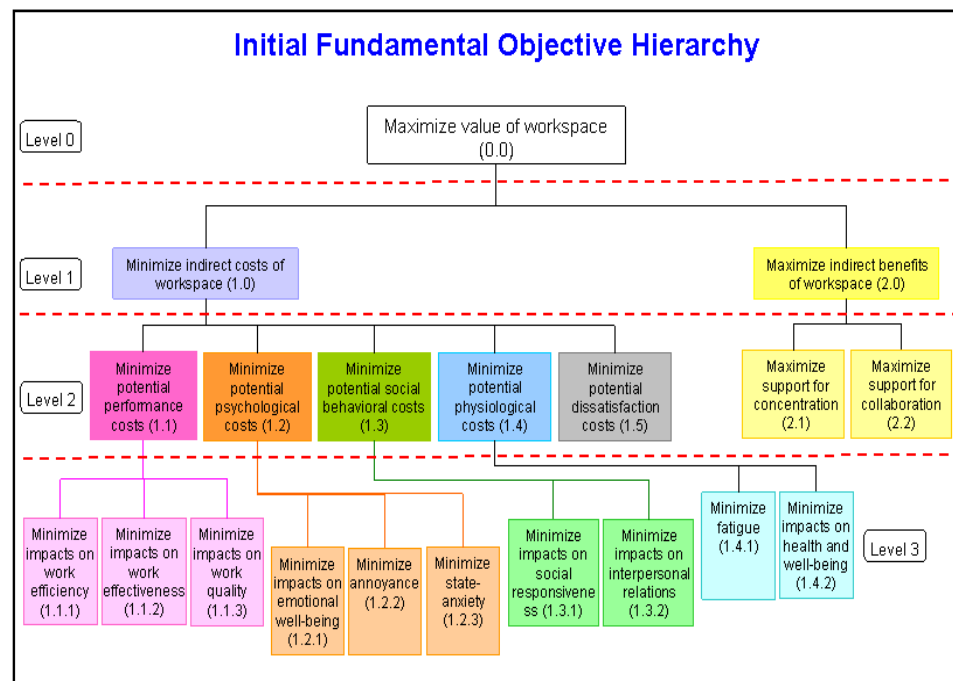 Initial Fundamental Objective Hierarchy
Level 0
Maximize value of workspace
(0.0)
Level 1
Minimize indirect costs of
workspace (1.0)
Maximize indirect benefits
of workspace (2.0)
Level 2
Minimize
potential
performance
costs (1.1)
Minimize
potential
psychological
costs (1.2)
Minimize
potential social
behavioral costs
(1.3)
Minimize
potential
physiological
costs (1.4)
Minimize
potential
dissatisfaction
costs (1.5)
Maximize
support for
concentration
(2.1)
Maximize
support for
collaboration
(2.2)
Minimize
impacts on
work
efficiency
(1.1.1)
Minimize
impacts on
work
effectiveness
(1.1.2)
Minimize
impacts on
work
quality
(1.1.3)
Minimize
impacts on
emotional
well-being
(1.2.1)
Minimize
annoyance
(1.2.2)
Minimize
state-
anxiety
(1.2.3)
Minimize
impacts on
social
responsivene
ss (1.3.1)
Minimize
impacts on
interpersonal
relations
(1.3.2)
Minimize
fatigue
(1.4.1)
Minimize
impacts on
health and
well-being
(1.4.2)
Level 3